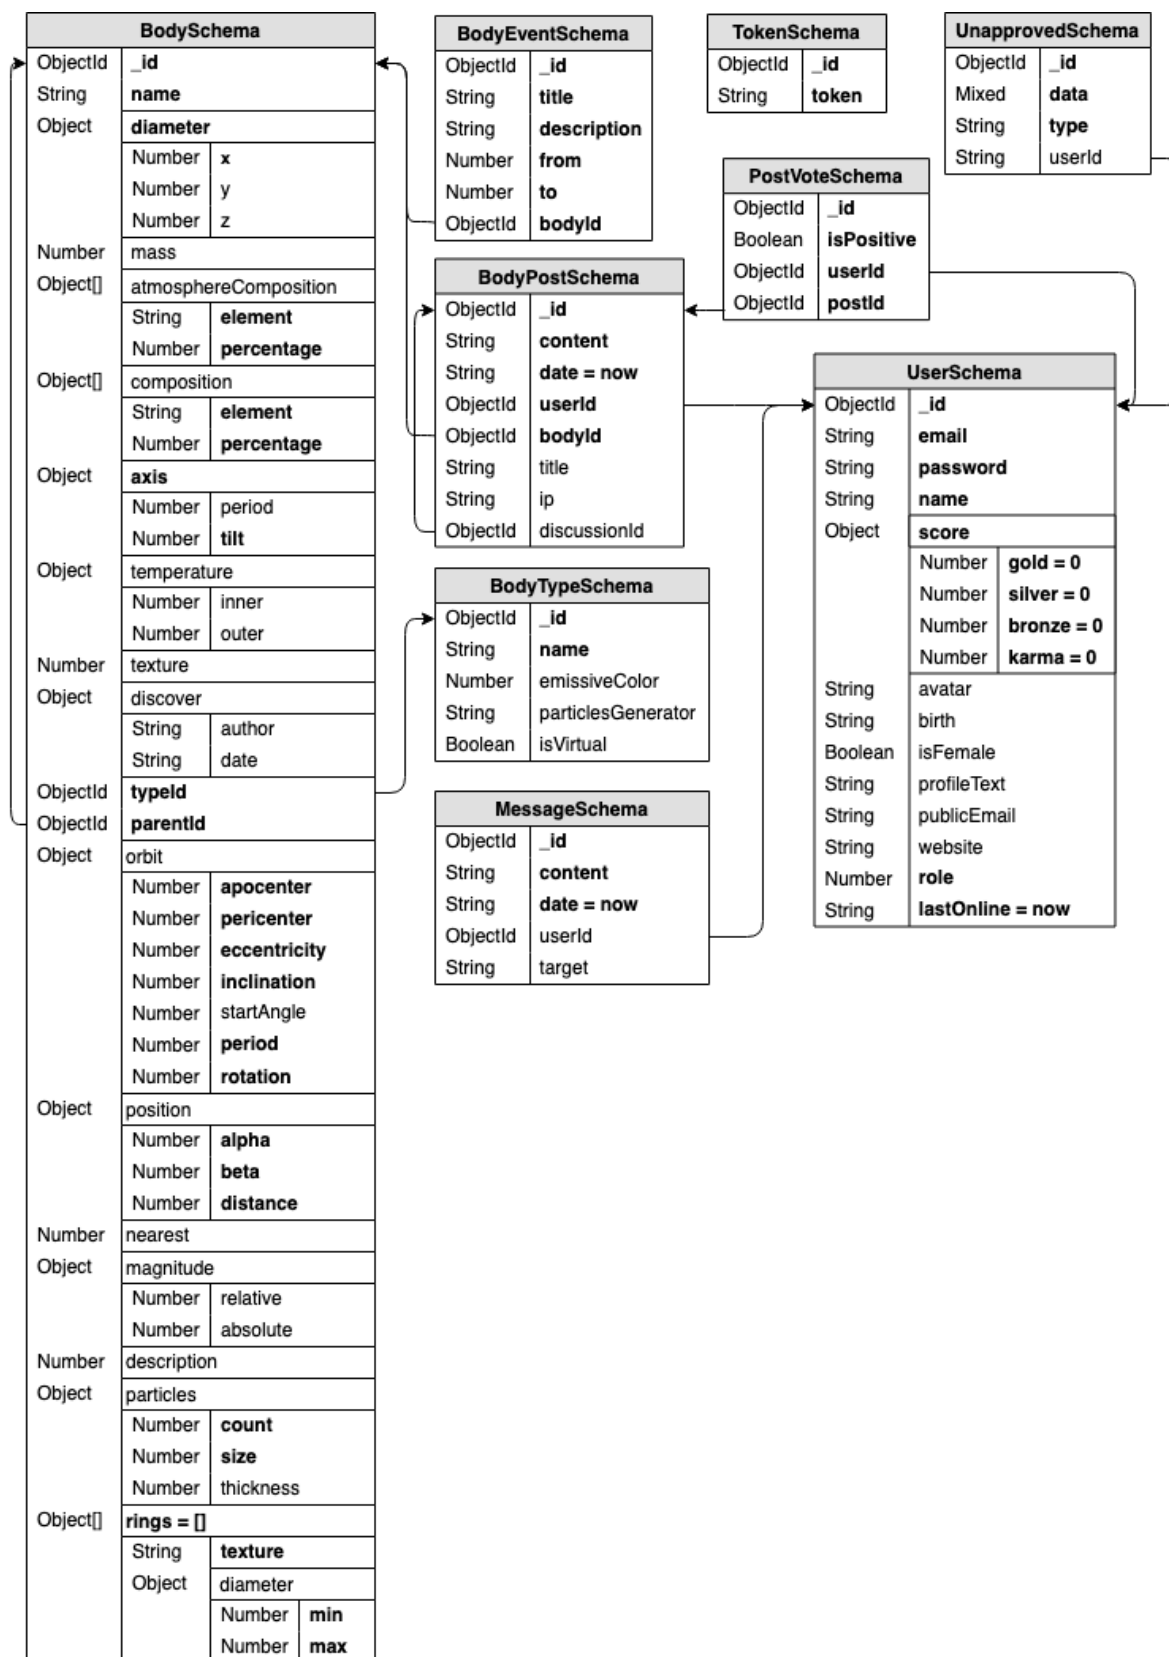 BodySchema
ObjectId _id
String name
Object diameter
Number x
Number y
Number z
Number mass
Object[] atmosphereComposition
String element
Number percentage
Object[] composition
String element
Number percentage
Object axis
Number period
Number tilt
Object temperature
Number inner
Number outer
Number texture
Object discover
String author
String date
ObjectId typeId
ObjectId parentId
Object orbit
Number apocenter
Number pericenter
Number eccentricity
Number inclination
Number startAngle
Number period
Number rotation
Object position
Number alpha
Number beta
Number distance
Number nearest
Object magnitude
Number relative
Number absolute
Number description
Object particles
Number count
Number size
Number thickness
Object[] rings = []
String texture
Object diameter
Number min
Number max
BodyEventSchema
ObjectId _id
String title
String description
Number from
Number to
ObjectId bodyId
BodyPostSchema
ObjectId _id
String content
String date = now
ObjectId userId
ObjectId bodyId
String title
String ip
ObjectId discussionId
BodyTypeSchema
ObjectId _id
String name
Number emissiveColor
String particlesGenerator
Boolean isVirtual
MessageSchema
ObjectId _id
String content
String date = now
ObjectId userId
String target
TokenSchema
ObjectId _id
String token
PostVoteSchema
ObjectId _id
Boolean isPositive
ObjectId userId
ObjectId postId
UnapprovedSchema
ObjectId _id
Mixed data
String type
String userId
UserSchema
ObjectId _id
String email
String password
String name
Object score
Number gold = 0
Number silver = 0
Number bronze = 0
Number karma = 0
String avatar
String birth
Boolean isFemale
String profileText
String publicEmail
String website
Number role
String lastOnline = now